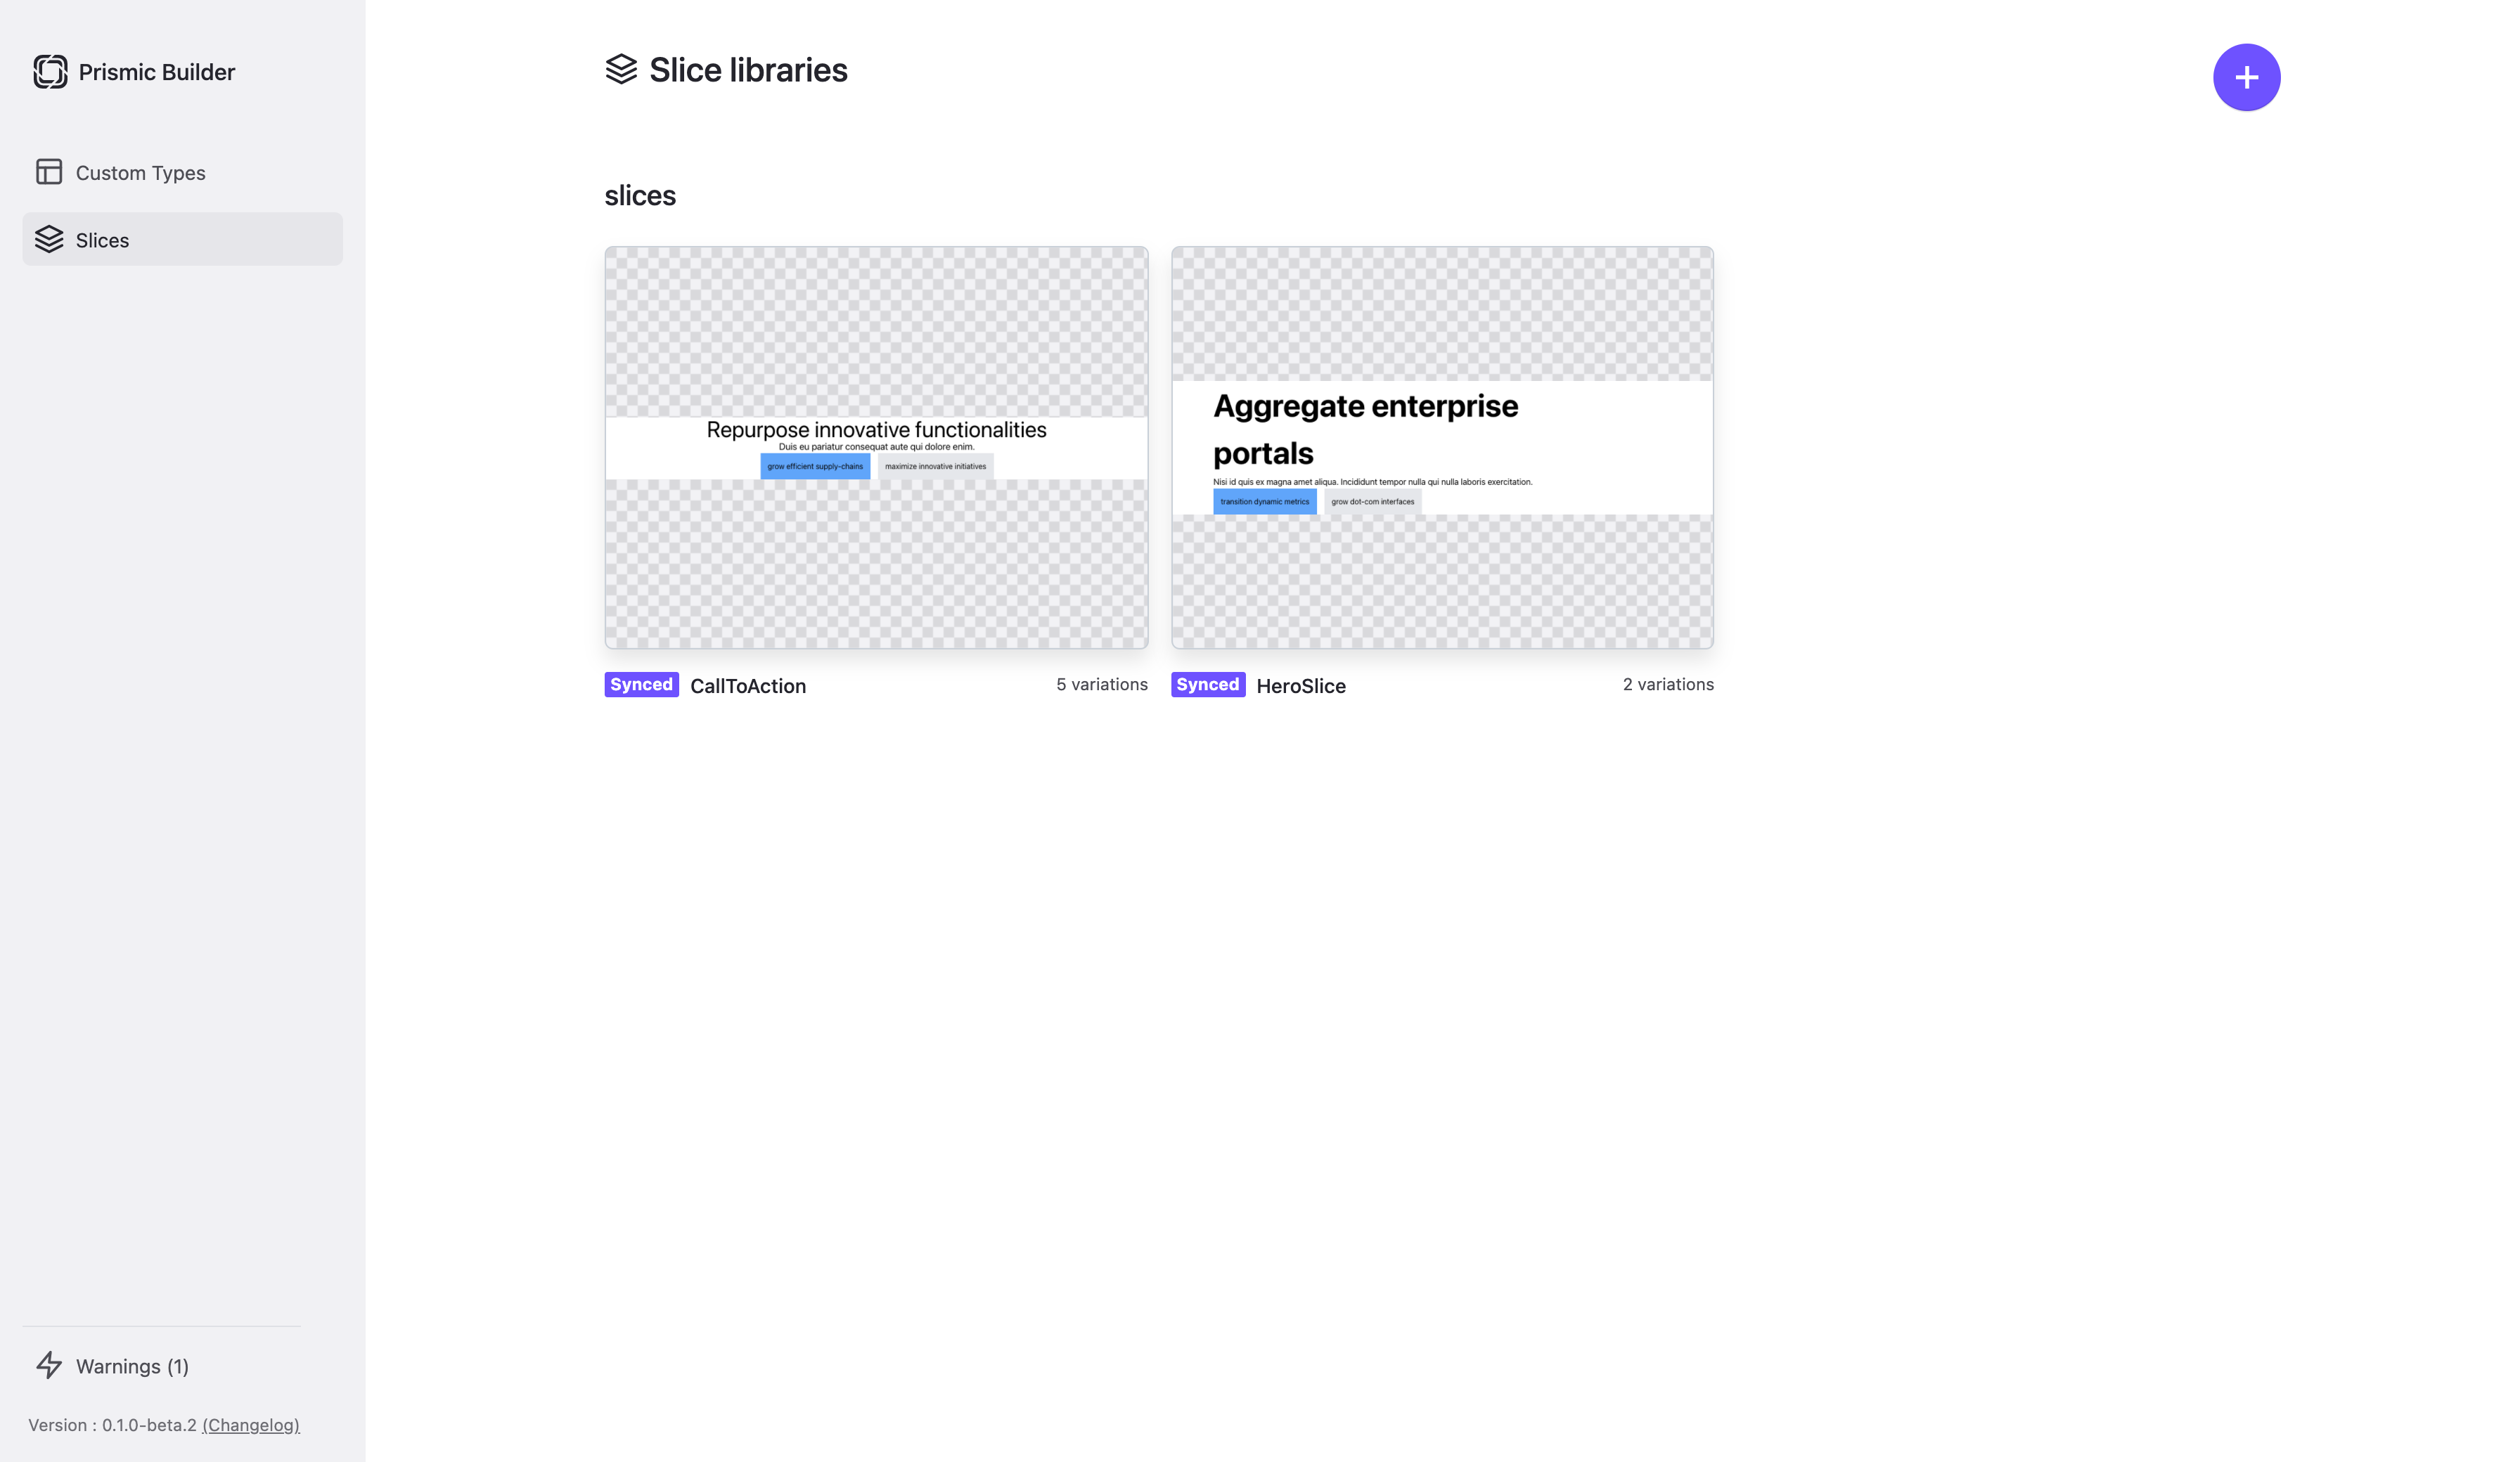 Prismic Builder
Custom Types
Slices
Warnings (1)
Version : 0.1.0-beta.2 (Changelog)
Slice libraries
slices
Repurpose innovative functionalities
Duis eu pariatur consequat aute qui dolore enim.
grow efficient supply-chains
maximize innovative initiatives
Synced CallToAction 5 variations
Aggregate enterprise
portals
Nisi id quis ex magna amet aliqua. Incididunt tempor nulla qui nulla laboris exercitation.
transition dynamic metrics
grow dot-com interfaces
Synced HeroSlice 2 variations